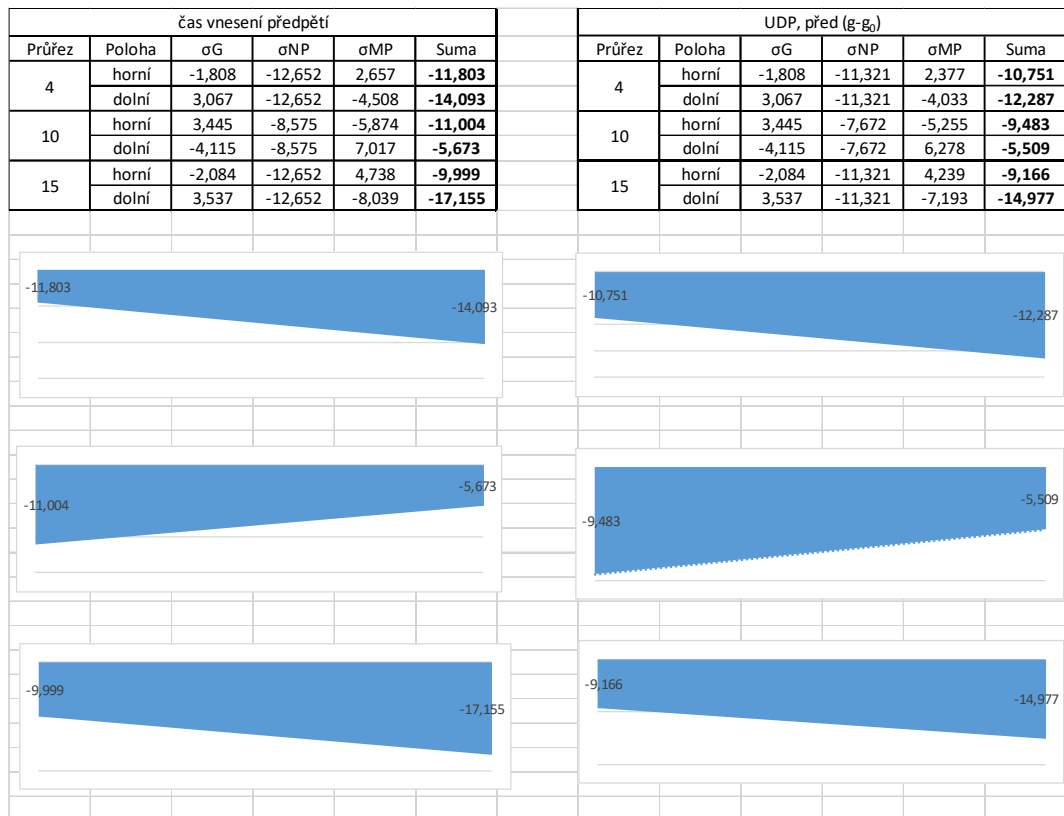 čas vnesení předpětí
Průřez Poloha σG σNP σMP Suma
4 horní -1,808 -12,652 2,657 -11,803
dolní 3,067 -12,652 -4,508 -14,093
10 horní 3,445 -8,575 -5,874 -11,004
dolní -4,115 -8,575 7,017 -5,673
15 horní -2,084 -12,652 4,738 -9,999
dolní 3,537 -12,652 -8,039 -17,155
UDP, před (g-g₀)
Průřez Poloha σG σNP σMP Suma
4 horní -1,808 -11,321 2,377 -10,751
dolní 3,067 -11,321 -4,033 -12,287
10 horní 3,445 -7,672 -5,255 -9,483
dolní -4,115 -7,672 6,278 -5,509
15 horní -2,084 -11,321 4,239 -9,166
dolní 3,537 -11,321 -7,193 -14,977
-11,803
-14,093
-10,751
-12,287
-11,004
-5,673
-9,483
-5,509
-9,999
-17,155
-9,166
-14,977